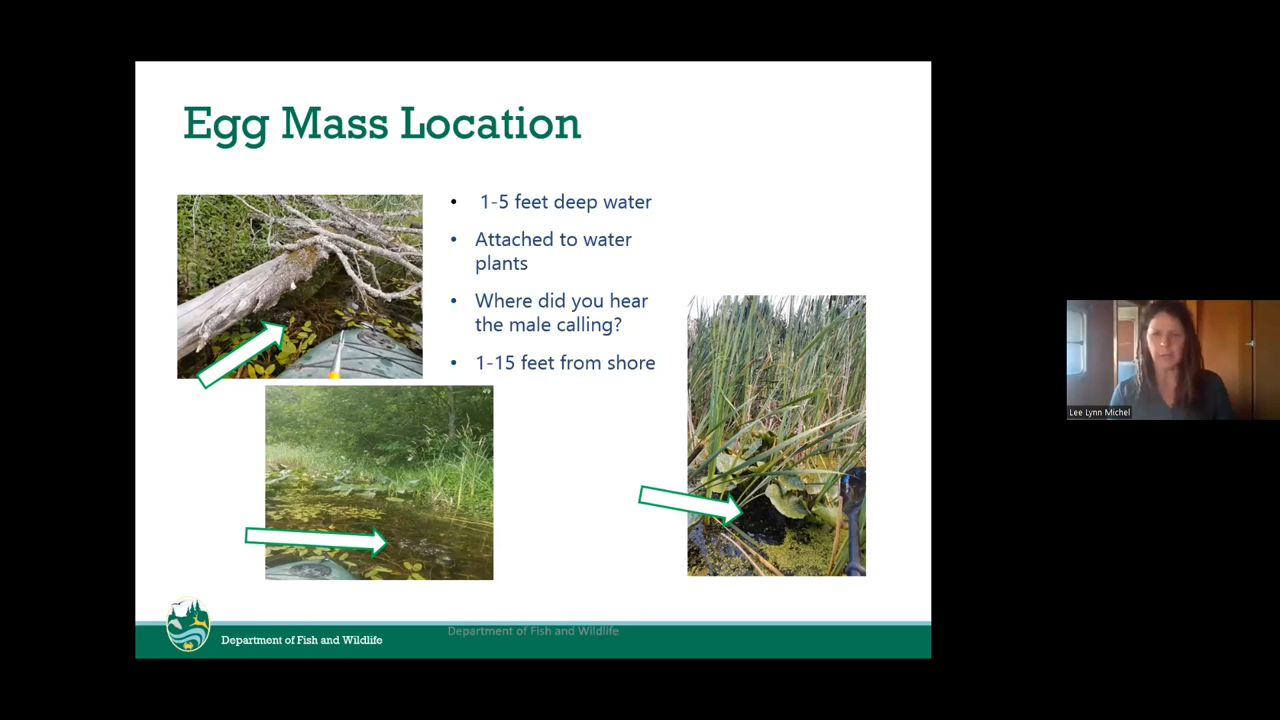 Egg Mass Location
• 1-5 feet deep water
• Attached to water
plants
• Where did you hear
the male calling?
• 1-15 feet from shore
Lee Lynn Michel
Department of Fish and Wildlife
Department of Fish and Wildlife